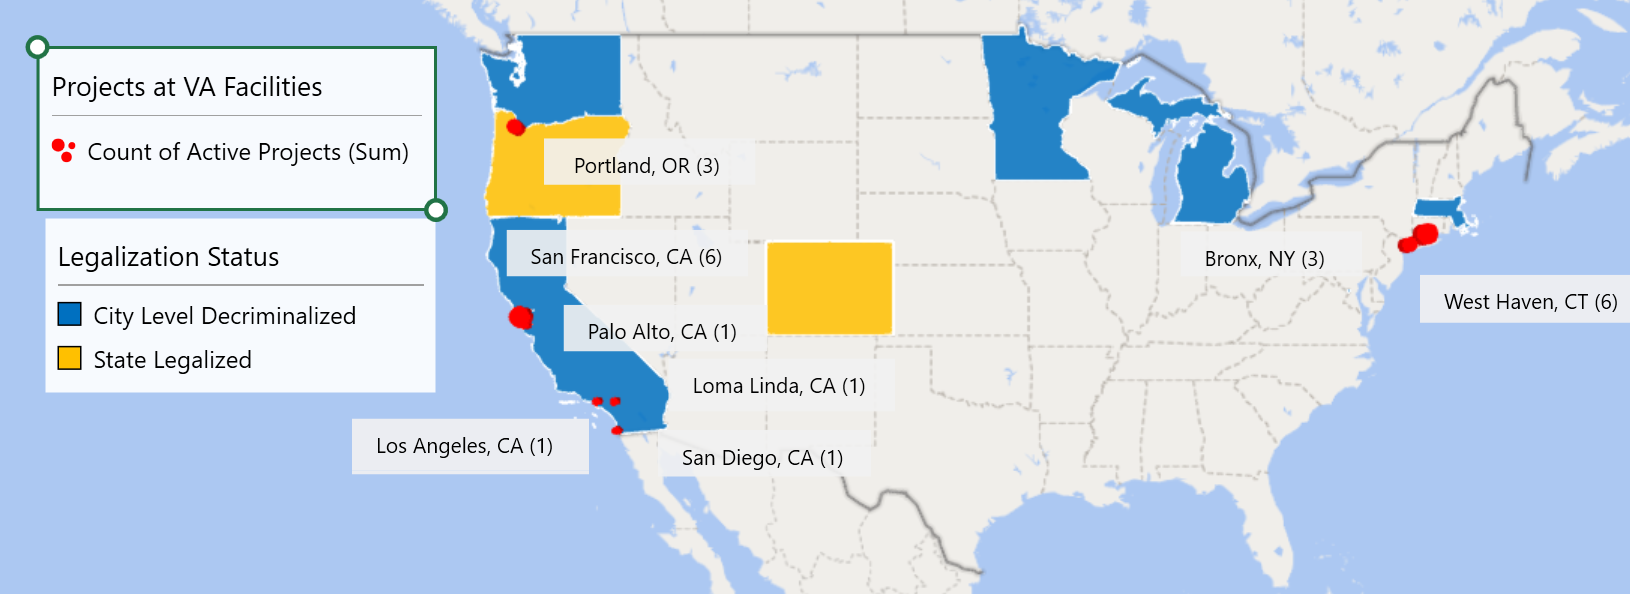 Projects at VA Facilities
Count of Active Projects (Sum)
Legalization Status
City Level Decriminalized
State Legalized
Portland, OR (3)
San Francisco, CA (6)
Palo Alto, CA (1)
Loma Linda, CA (1)
Los Angeles, CA (1)
San Diego, CA (1)
Bronx, NY (3)
West Haven, CT (6)